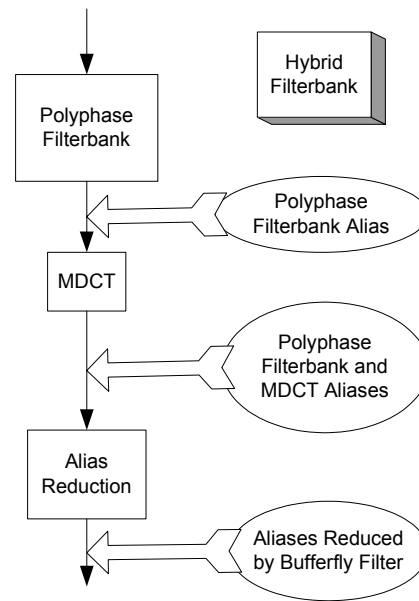 Hybrid
Filterbank
Polyphase
Filterbank
Polyphase
Filterbank Alias
MDCT
Polyphase
Filterbank and
MDCT Aliases
Alias
Reduction
Aliases Reduced
by Bufferfly Filter